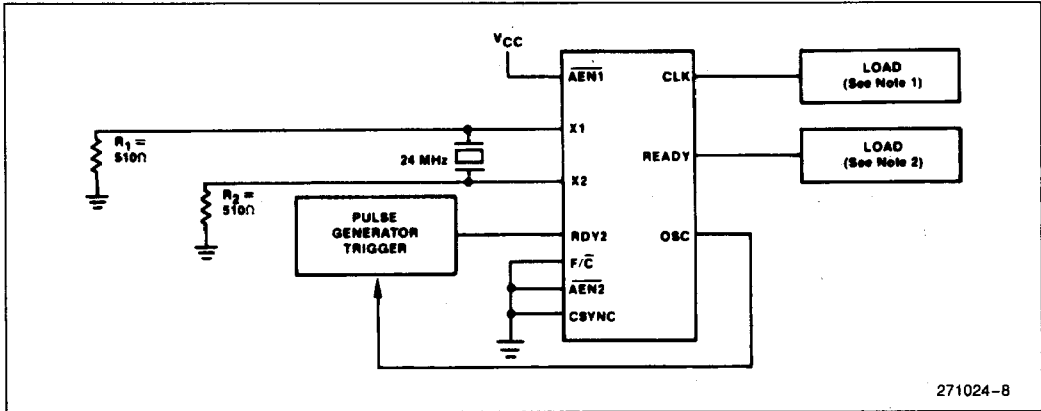 VCC
AEN1
CLK
LOAD
(See Note 1)
R1 =
510Ω
X1
24 MHz
READY
LOAD
(See Note 2)
X2
R2 =
510Ω
PULSE
GENERATOR
TRIGGER
RDY2
OSC
F/C̅
A̅E̅N̅2̅
CSYNC
271024-8